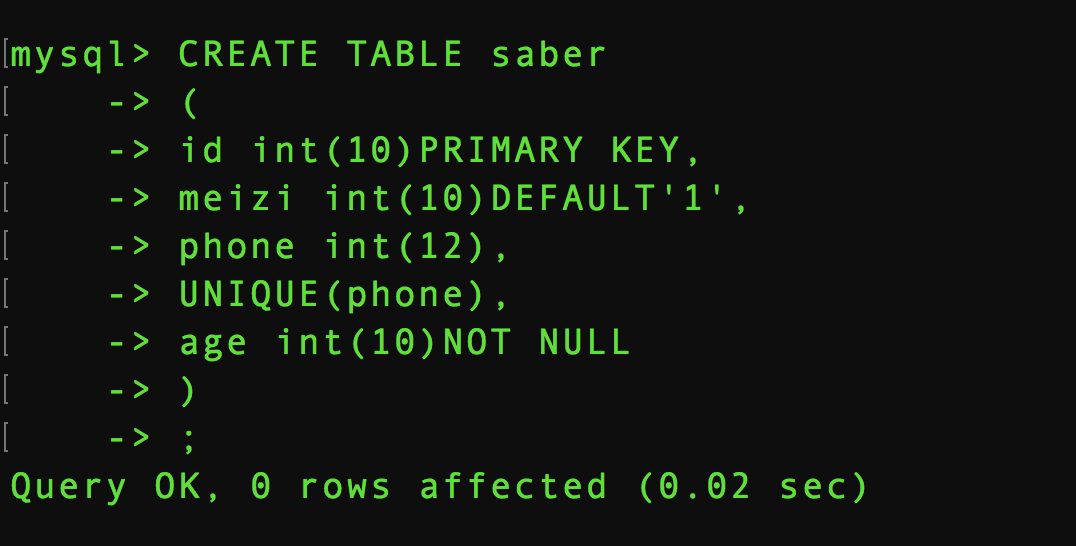 mysql> CREATE TABLE saber
-> (
-> id int(10)PRIMARY KEY,
-> meizi int(10)DEFAULT'1',
-> phone int(12),
-> UNIQUE(phone),
-> age int(10)NOT NULL
-> )
-> ;
Query OK, 0 rows affected (0.02 sec)